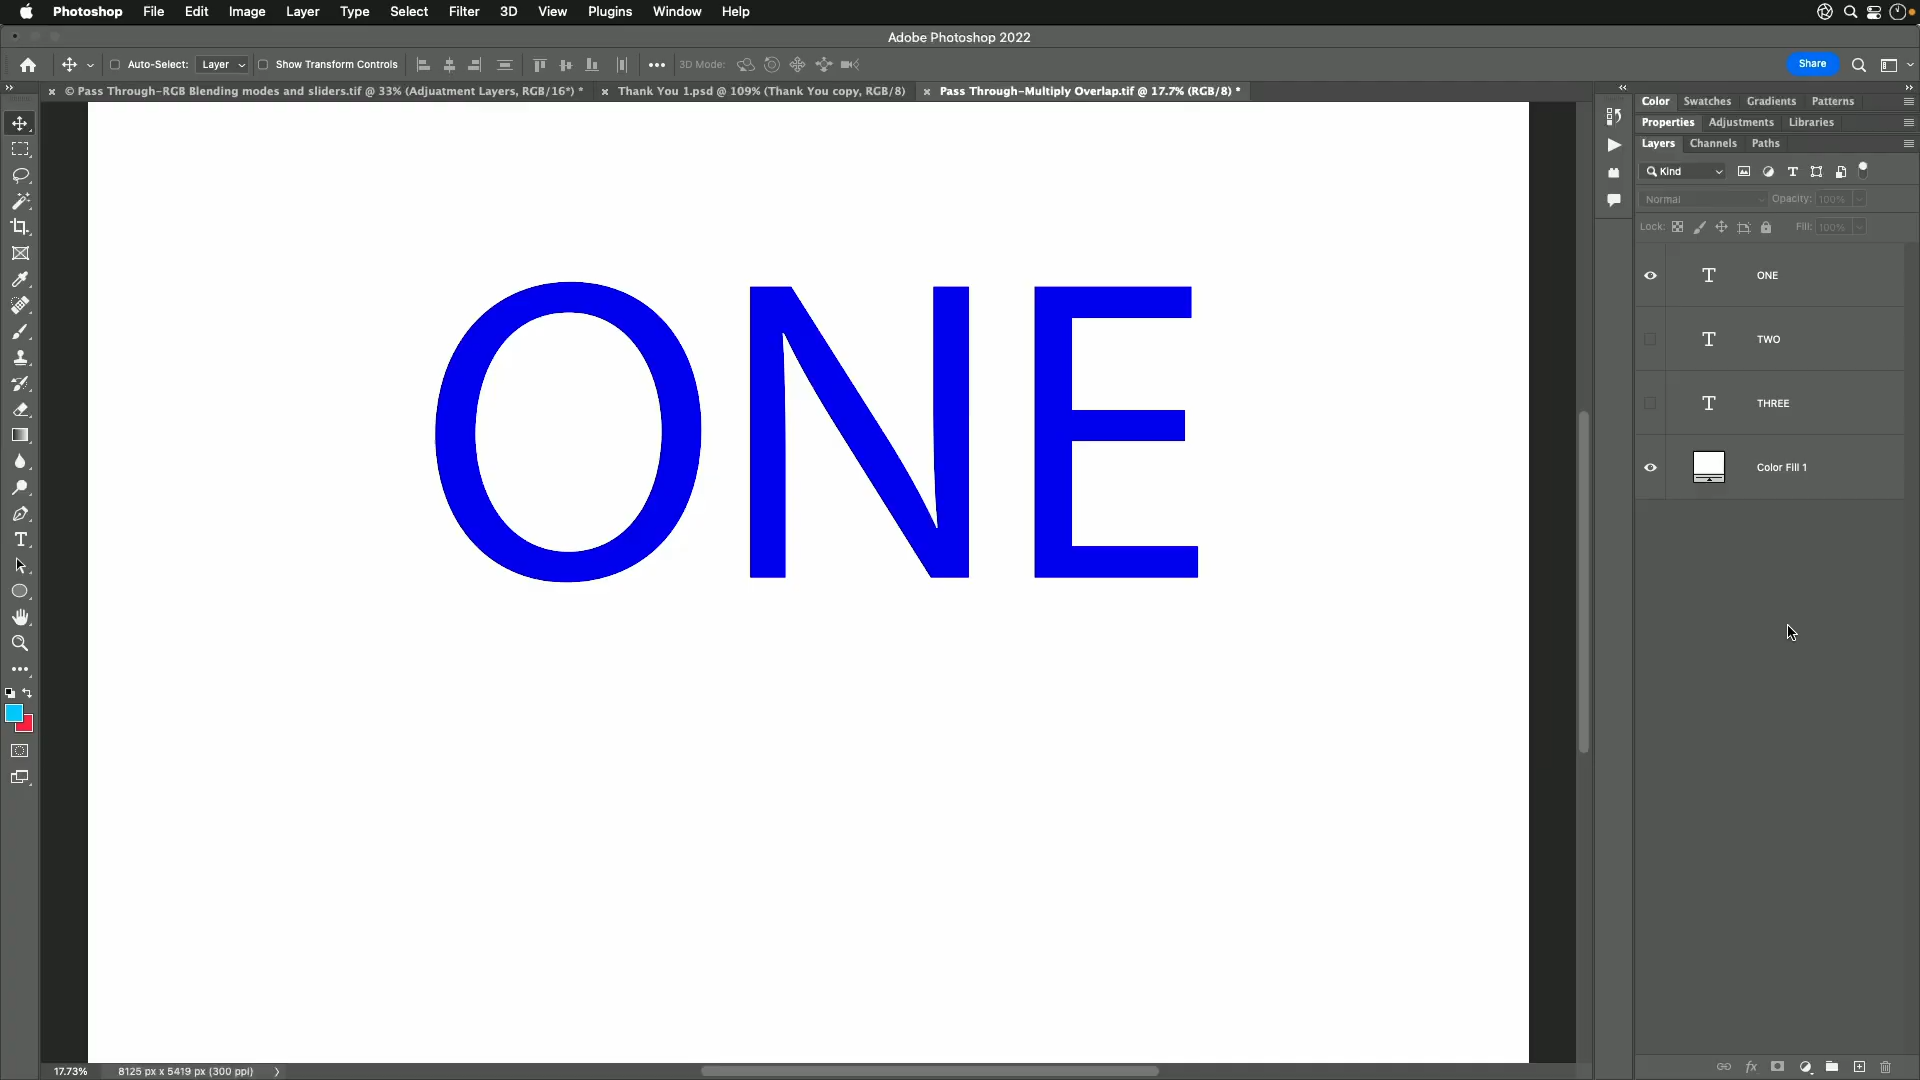 Photoshop File Edit Image Layer Type Select Filter 3D View Plugins Window Help
Adobe Photoshop 2022
Auto-Select: Layer Show Transform Controls 3D Mode: Share
© Pass Through-RGB Blending modes and sliders.tif @ 33% (Adjuatment Layers, RGB/16*) * Thank You 1.psd @ 109% (Thank You copy, RGB/8) Pass Through-Multiply Overlap.tif @ 17.7% (RGB/8) *
Color Swatches Gradients Patterns
Properties Adjustments Libraries
Layers Channels Paths
Kind
Normal Opacity: 100%
Lock: Fill: 100%
ONE
TWO
THREE
Color Fill 1
ONE
17.73% 8125 px x 5419 px (300 ppi)